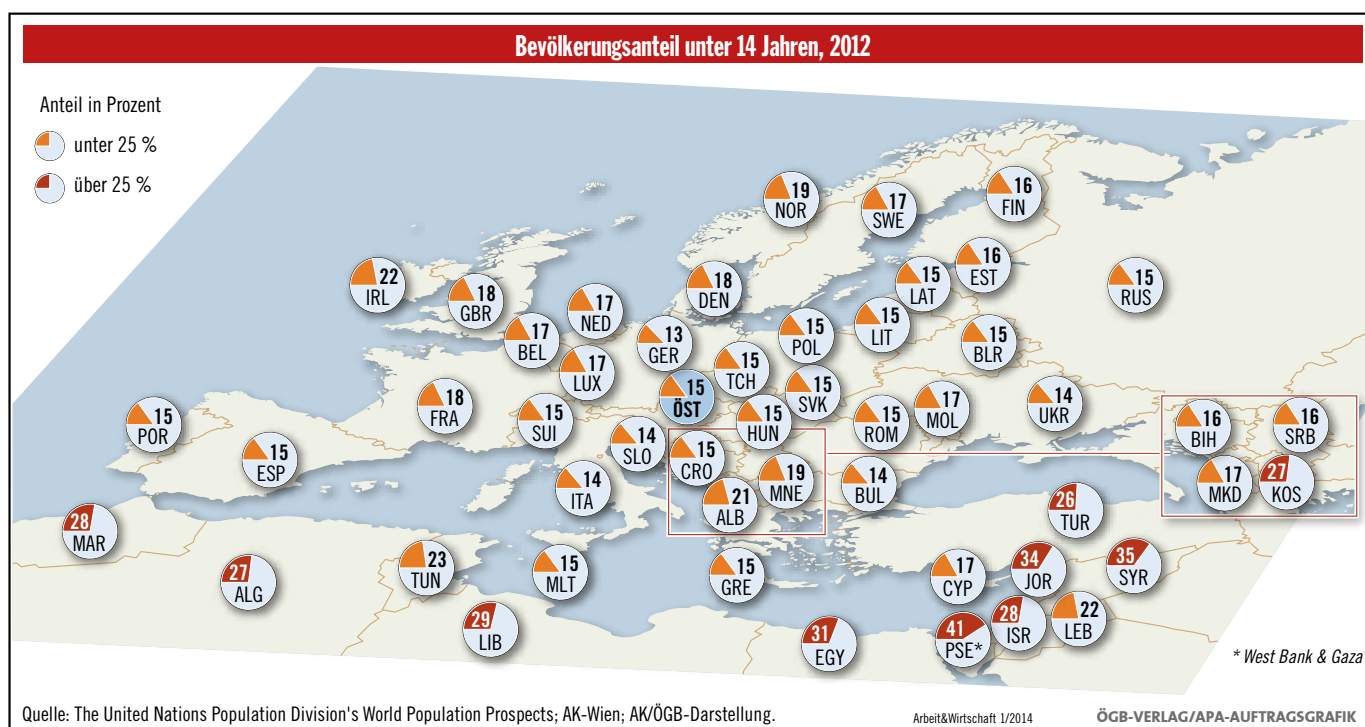 Bevölkerungsanteil unter 14 Jahren, 2012
Anteil in Prozent
unter 25 %
über 25 %
19
NOR
17
SWE
16
FIN
22
IRL
18
GBR
17
NED
18
DEN
15
LAT
16
EST
15
RUS
17
BEL
13
GER
15
POL
15
LIT
15
BLR
17
LUX
15
TCH
15
SVK
15
ÖST
18
FRA
15
SUI
15
HUN
15
ROM
17
MOL
14
UKR
15
POR
15
ESP
14
SLO
15
CRO
14
ITA
21
ALB
19
MNE
14
BUL
16
BIH
16
SRB
17
MKD
27
KOS
28
MAR
27
ALG
23
TUN
15
MLT
29
LIB
15
GRE
26
TUR
17
CYP
34
JOR
35
SYR
31
EGY
41
PSE*
28
ISR
22
LEB
* West Bank & Gaza
Quelle: The United Nations Population Division's World Population Prospects; AK-Wien; AK/ÖGB-Darstellung.
Arbeit&Wirtschaft 1/2014
ÖGB-VERLAG/APA-AUFTRAGSGRAFIK